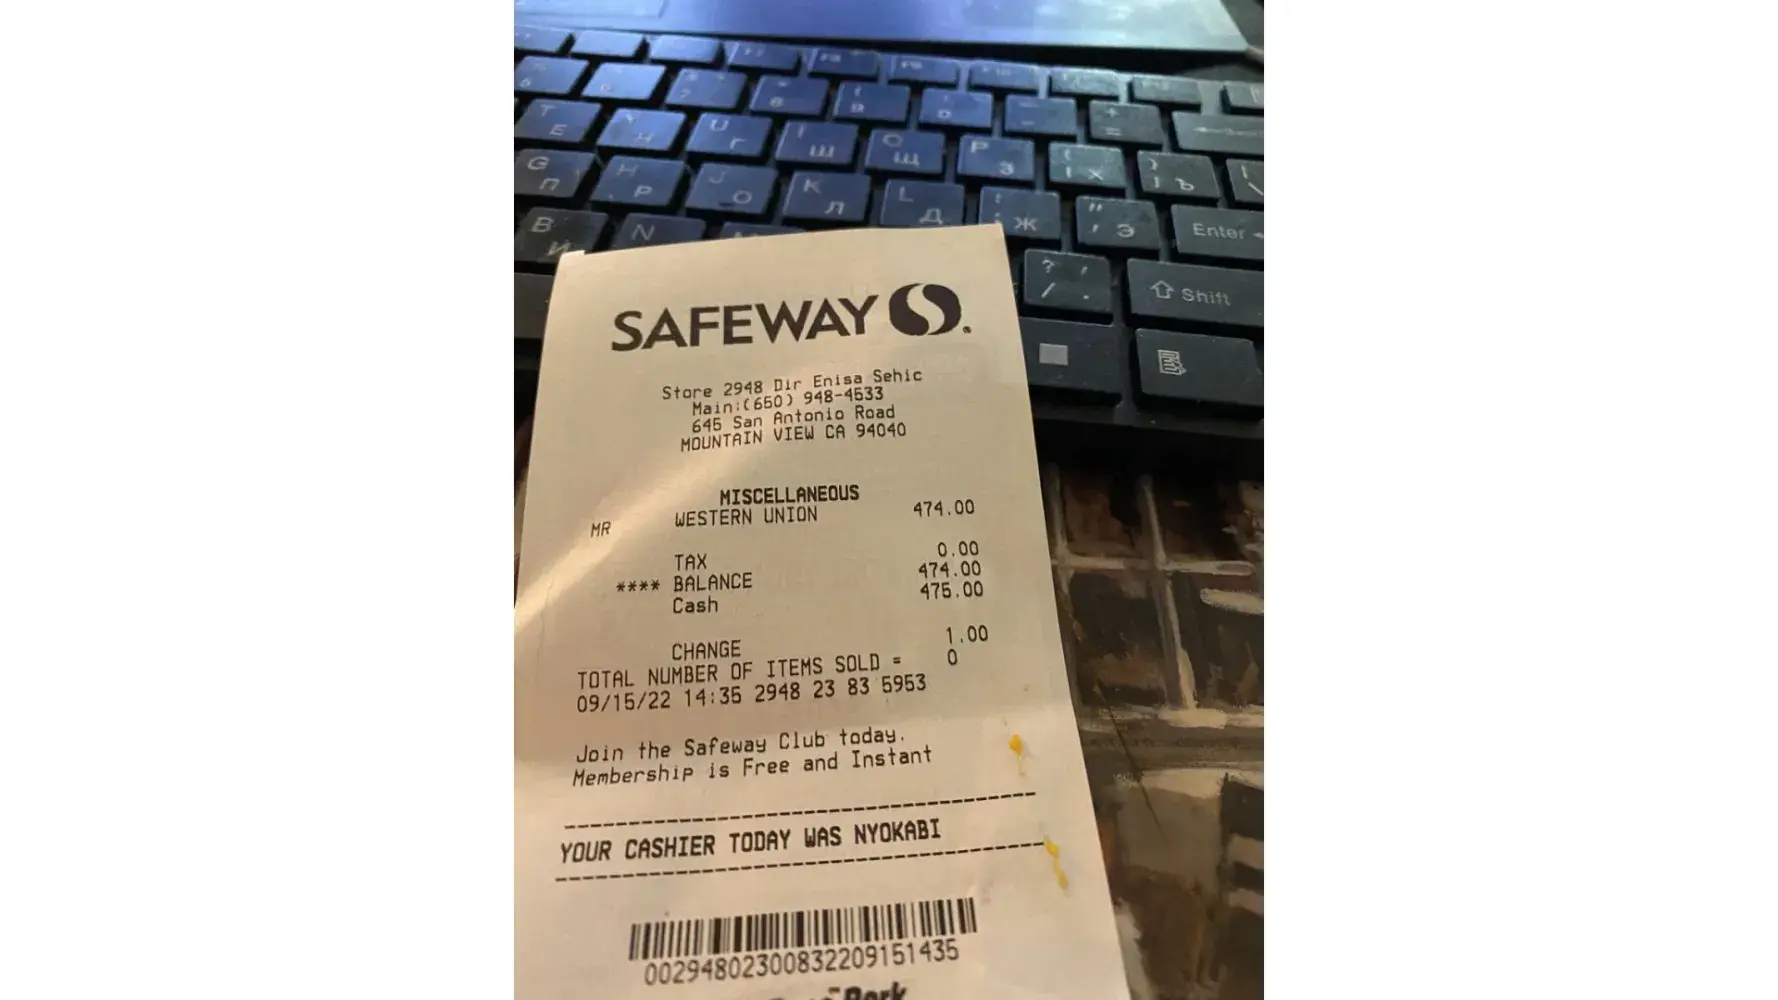 T Е
Y Н
U Г
I Ш
O Щ
P З
{ [ Х
} ] Ъ
G П
H Р
J О
K Л
L Д
: ; Ж
" ' Э
Enter
B И
N
? / , .
Shift
SAFEWAY
Store 2948 Dir Enisa Sehic
Main:(650) 948-4533
645 San Antonio Road
MOUNTAIN VIEW CA 94040
MISCELLANEOUS
MR WESTERN UNION 474.00
TAX 0.00
**** BALANCE 474.00
Cash 475.00
CHANGE 1.00
TOTAL NUMBER OF ITEMS SOLD = 0
09/15/22 14:35 2948 23 83 5953
Join the Safeway Club today.
Membership is Free and Instant
YOUR CASHIER TODAY WAS NYOKABI
00294802300832209151435